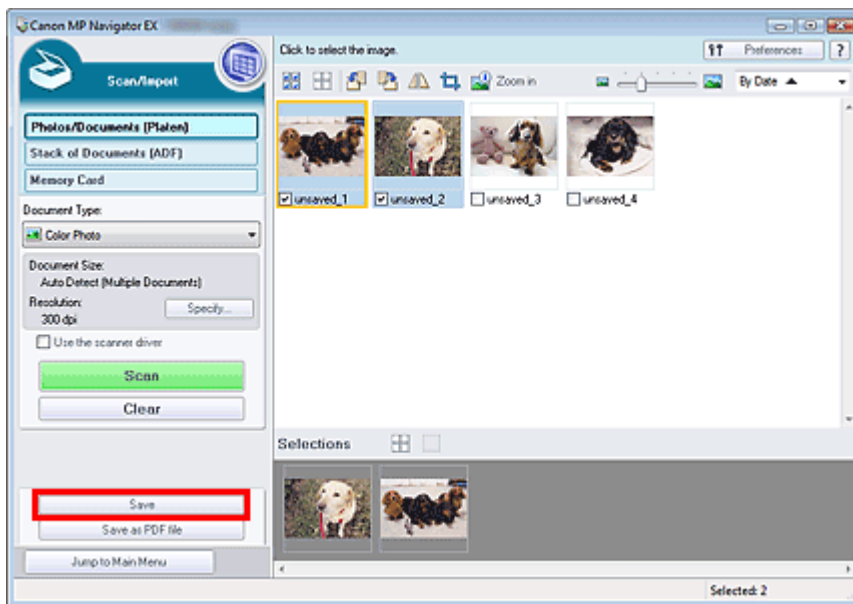 Canon MP Navigator EX
Click to select the image.
Preferences
?
Scan/Import
Zoom in
By Date
Photos/Documents (Platen)
Stack of Documents (ADF)
Memory Card
unsaved_1
unsaved_2
unsaved_3
unsaved_4
Document Type:
Color Photo
Document Size:
Auto Detect (Multiple Documents)
Resolution:
300 dpi
Specify...
Use the scanner driver
Scan
Clear
Selections
Save
Save as PDF file
Jump to Main Menu
Selected: 2